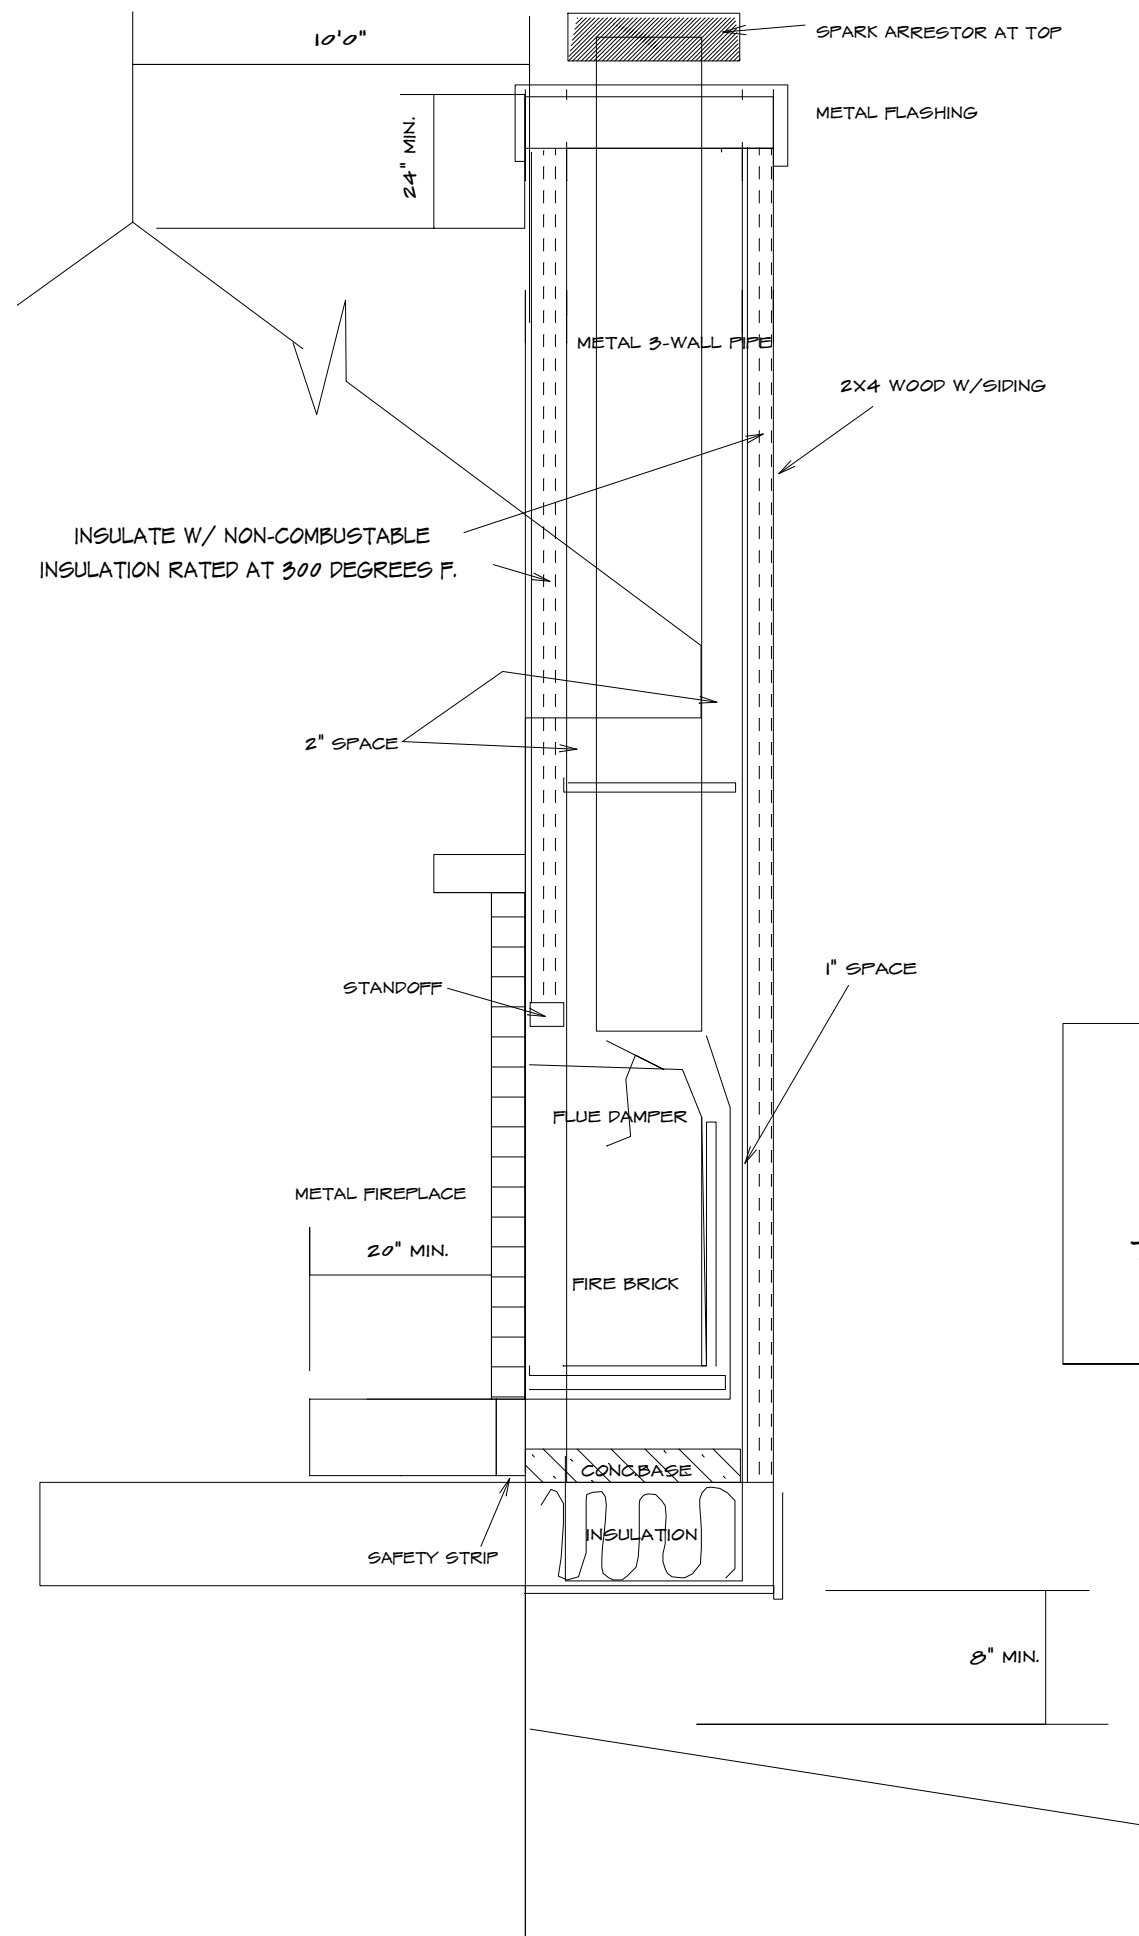 10'0"
SPARK ARRESTOR AT TOP
METAL FLASHING
24" MIN.
METAL 3-WALL PIPE
2X4 WOOD W/SIDING
INSULATE W/ NON-COMBUSTABLE
INSULATION RATED AT 300 DEGREES F.
2" SPACE
1" SPACE
STANDOFF
FLUE DAMPER
METAL FIREPLACE
20" MIN.
FIRE BRICK
CONC.BASE
INSULATION
SAFETY STRIP
8" MIN.